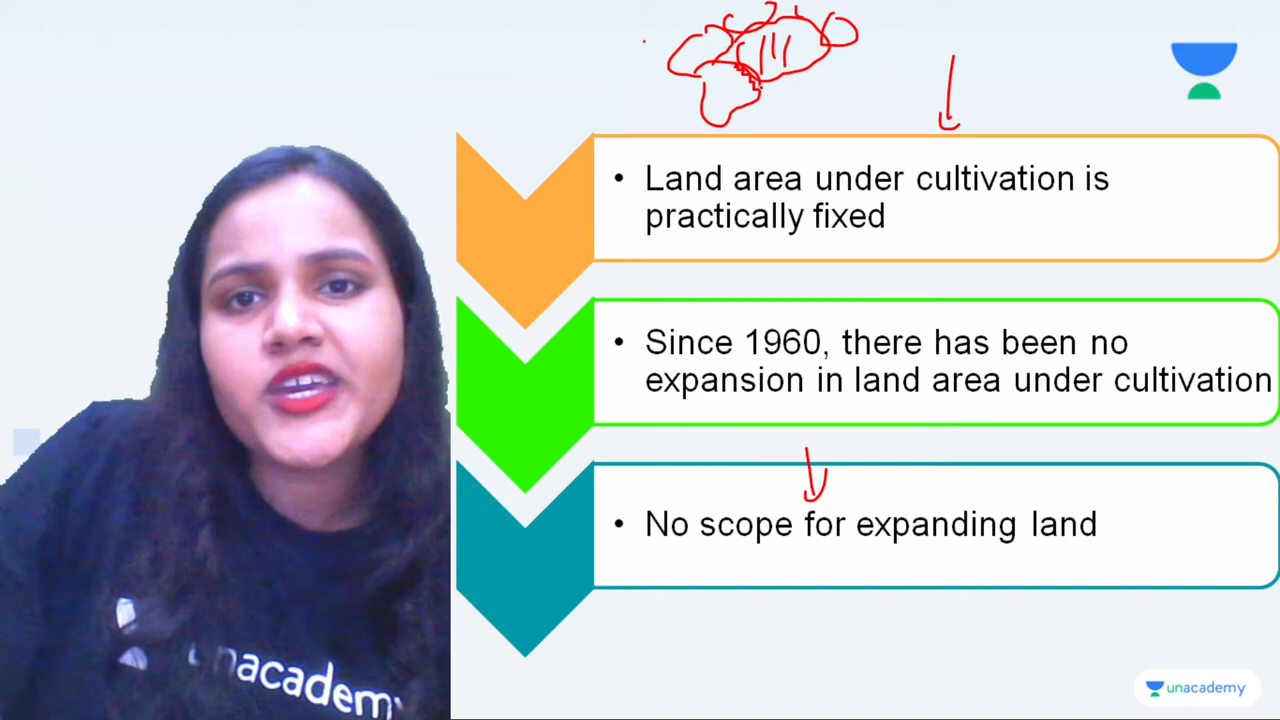 • Land area under cultivation is
practically fixed
• Since 1960, there has been no
expansion in land area under cultivation
• No scope for expanding land
unacademy
unacademy